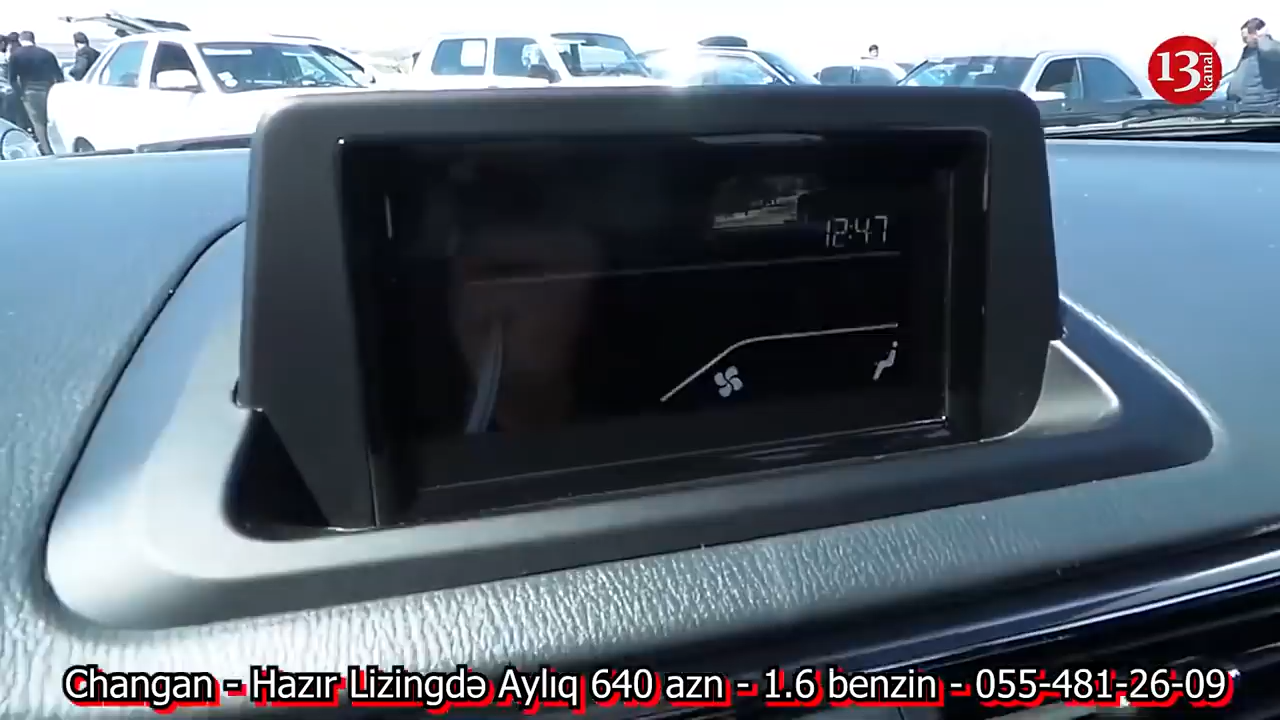 13
kanal
12:47
Changan - Hazır Lizingdə Aylıq 640 azn - 1.6 benzin - 055-481-26-09